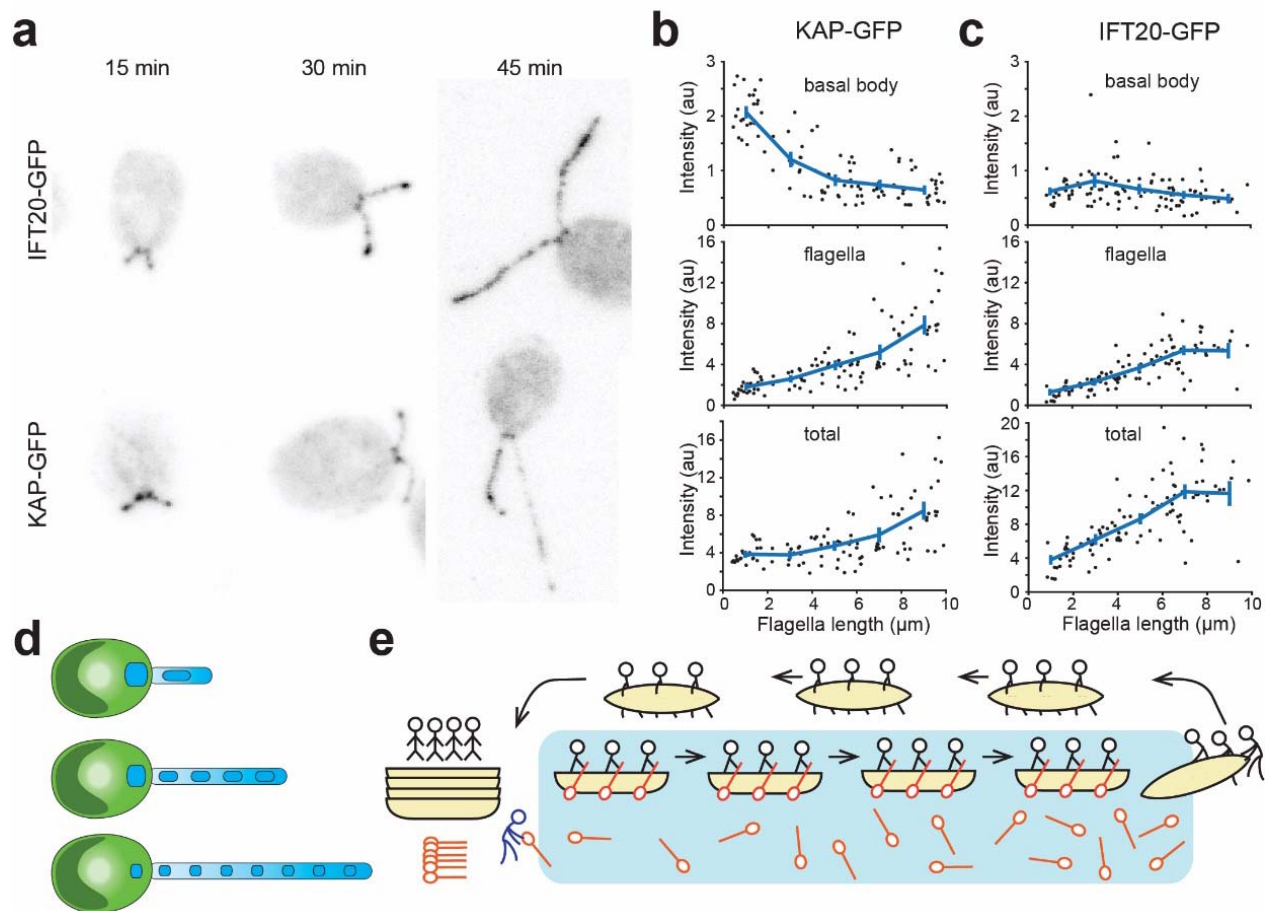 a
15 min
30 min
45 min
IFT20-GFP
KAP-GFP
b
KAP-GFP
3
2
1
0
Intensity (au)
basal body
16
12
8
4
0
Intensity (au)
flagella
16
12
8
4
0
Intensity (au)
total
0 2 4 6 8 10
Flagella length (µm)
c
IFT20-GFP
3
2
1
0
Intensity (au)
basal body
16
12
8
4
0
Intensity (au)
flagella
20
16
12
8
4
0
Intensity (au)
total
0 2 4 6 8 10
d
e